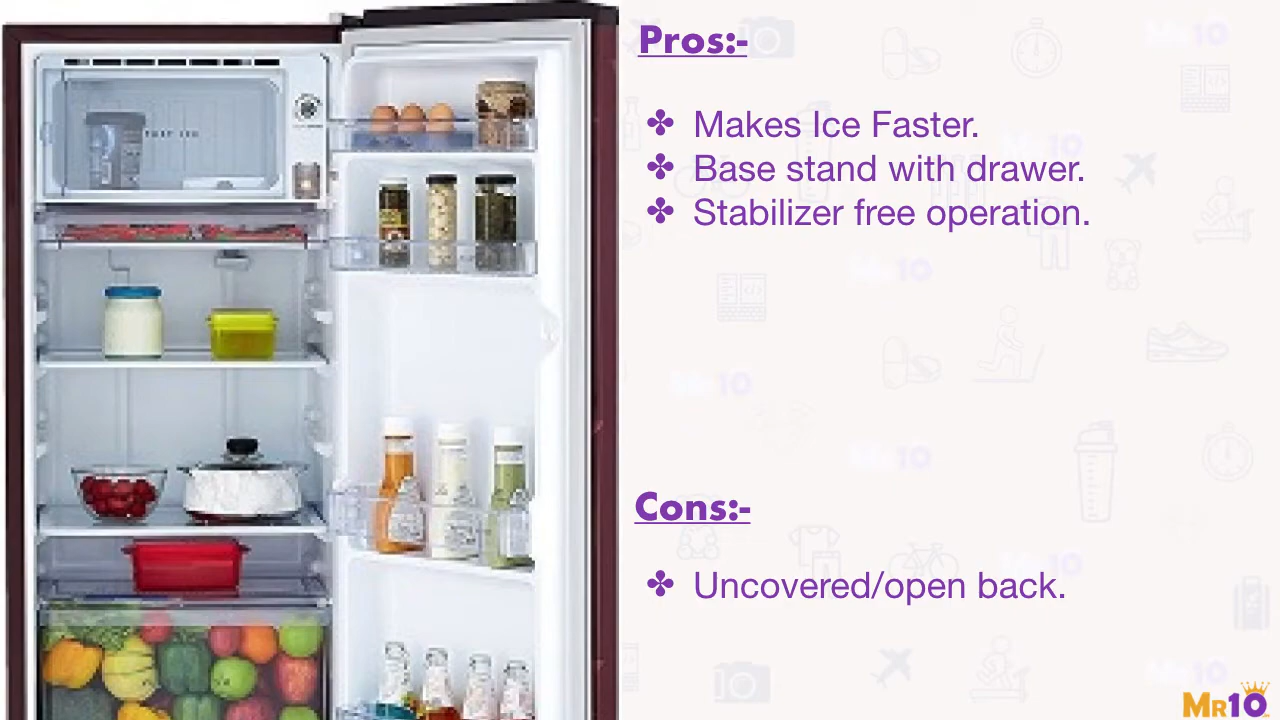 Pros:-
✤ Makes Ice Faster.
✤ Base stand with drawer.
✤ Stabilizer free operation.
Cons:-
✤ Uncovered/open back.
MR10